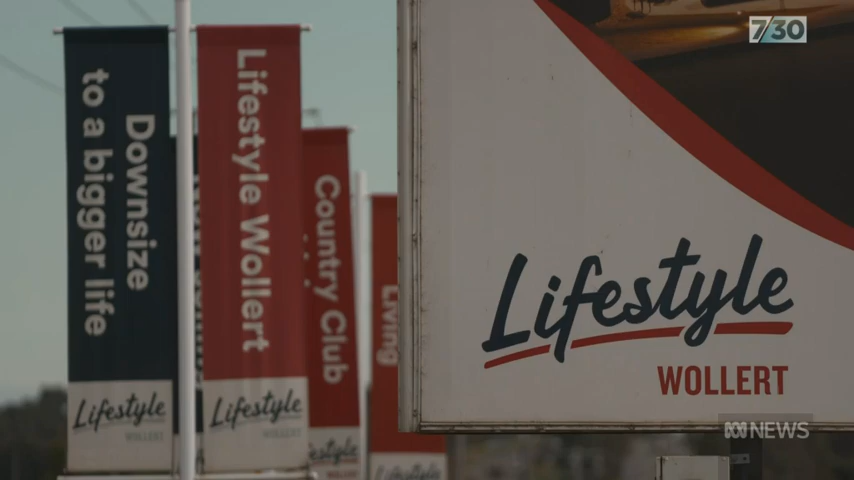 7/30
Downsize
to a bigger life
Lifestyle
WOLLERT
Lifestyle Wollert
Lifestyle
WOLLERT
Country Club
Lifestyle
Living
Lifestyle
Lifestyle
WOLLERT
ABC NEWS